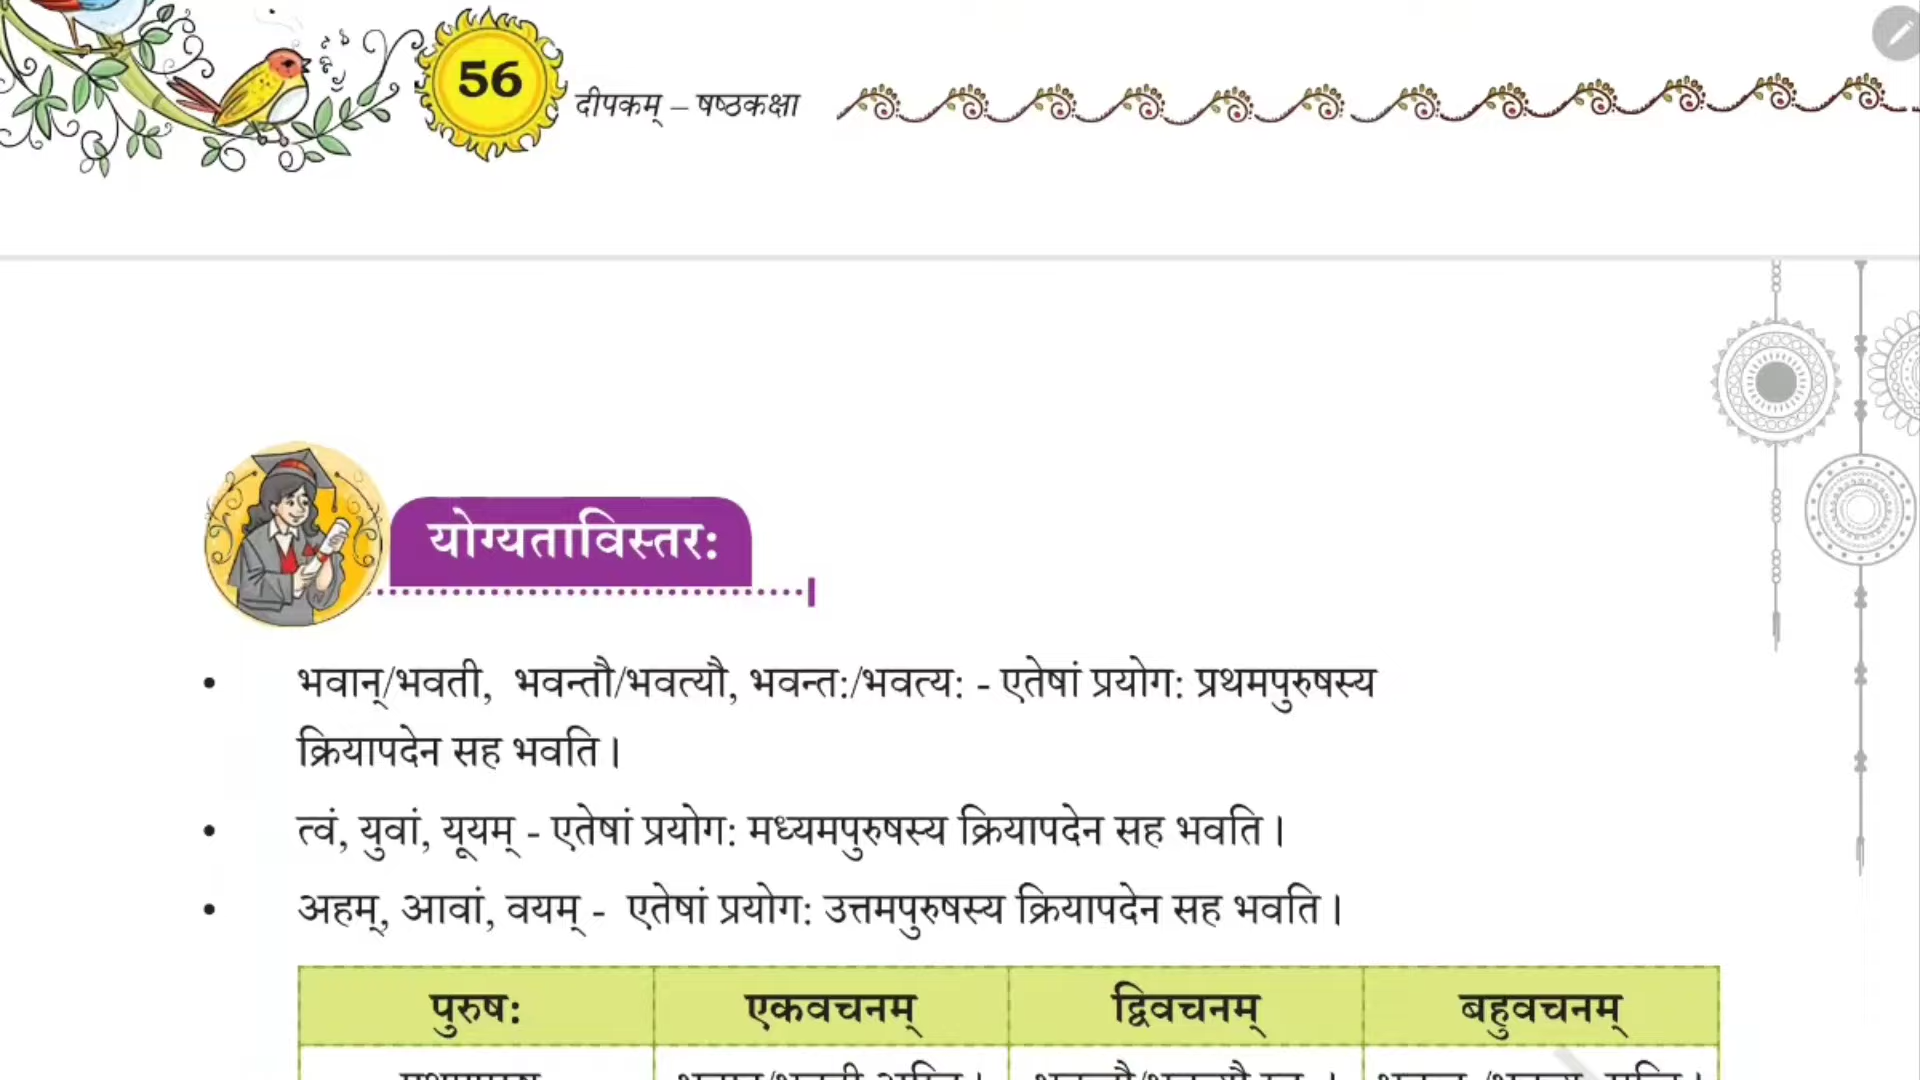 56
दीपकम् – षष्ठकक्षा
योग्यताविस्तरः
• भवान्/भवती, भवन्तौ/भवत्यौ, भवन्तः/भवत्यः - एतेषां प्रयोगः प्रथमपुरुषस्य
क्रियापदेन सह भवति।
• त्वं, युवां, यूयम् - एतेषां प्रयोगः मध्यमपुरुषस्य क्रियापदेन सह भवति।
• अहम्, आवां, वयम् - एतेषां प्रयोगः उत्तमपुरुषस्य क्रियापदेन सह भवति।
पुरुषः एकवचनम् द्विवचनम् बहुवचनम्